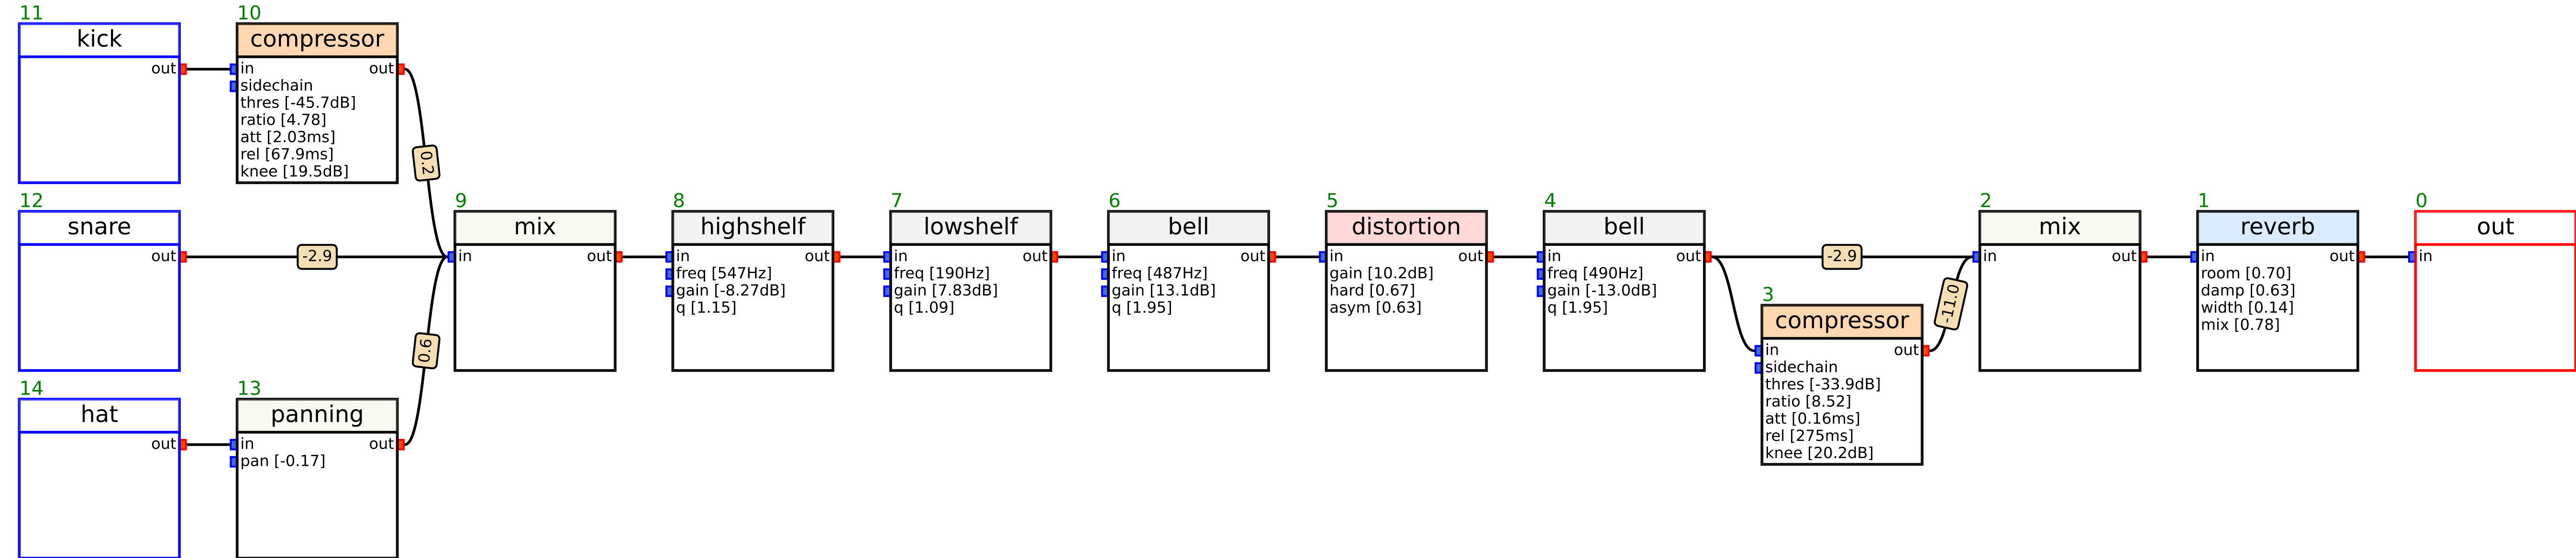 11
kick
out
10
compressor
in out
sidechain
thres [-45.7dB]
ratio [4.78]
att [2.03ms]
rel [67.9ms]
knee [19.5dB]
0.2
12
snare
out
-2.9
14
hat
out
13
panning
in out
pan [-0.17]
0.6
9
mix
in out
8
highshelf
in out
freq [547Hz]
gain [-8.27dB]
q [1.15]
7
lowshelf
in out
freq [190Hz]
gain [7.83dB]
q [1.09]
6
bell
in out
freq [487Hz]
gain [13.1dB]
q [1.95]
5
distortion
in out
gain [10.2dB]
hard [0.67]
asym [0.63]
4
bell
in out
freq [490Hz]
gain [-13.0dB]
q [1.95]
-2.9
3
compressor
in out
sidechain
thres [-33.9dB]
ratio [8.52]
att [0.16ms]
rel [275ms]
knee [20.2dB]
-11.0
2
mix
in out
1
reverb
in out
room [0.70]
damp [0.63]
width [0.14]
mix [0.78]
0
out
in